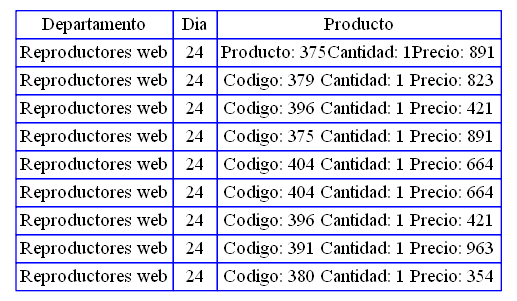 Departamento Dia Producto
Reproductores web 24 Producto: 375Cantidad: 1Precio: 891
Reproductores web 24 Codigo: 379 Cantidad: 1 Precio: 823
Reproductores web 24 Codigo: 396 Cantidad: 1 Precio: 421
Reproductores web 24 Codigo: 375 Cantidad: 1 Precio: 891
Reproductores web 24 Codigo: 404 Cantidad: 1 Precio: 664
Reproductores web 24 Codigo: 404 Cantidad: 1 Precio: 664
Reproductores web 24 Codigo: 396 Cantidad: 1 Precio: 421
Reproductores web 24 Codigo: 391 Cantidad: 1 Precio: 963
Reproductores web 24 Codigo: 380 Cantidad: 1 Precio: 354